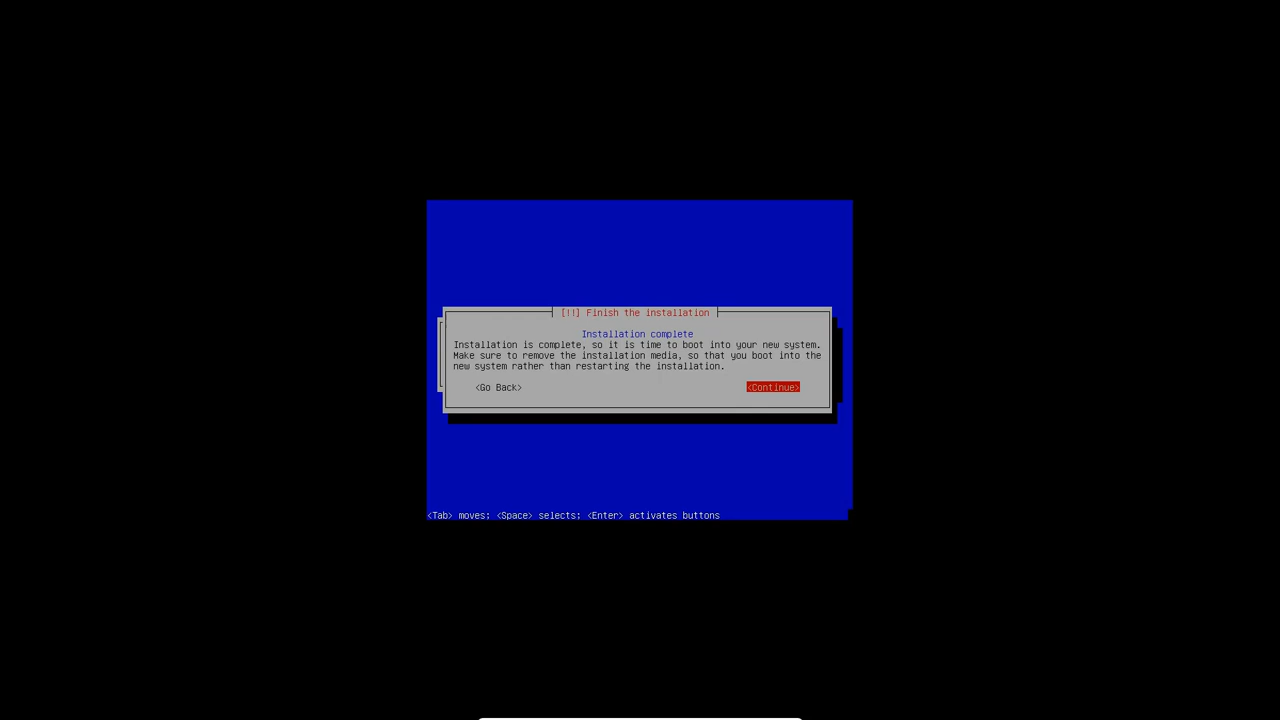 [!!] Finish the installation
Installation complete
Installation is complete, so it is time to boot into your new system.
Make sure to remove the installation media, so that you boot into the
new system rather than restarting the installation.
<Go Back> <Continue>
<Tab> moves; <Space> selects; <Enter> activates buttons